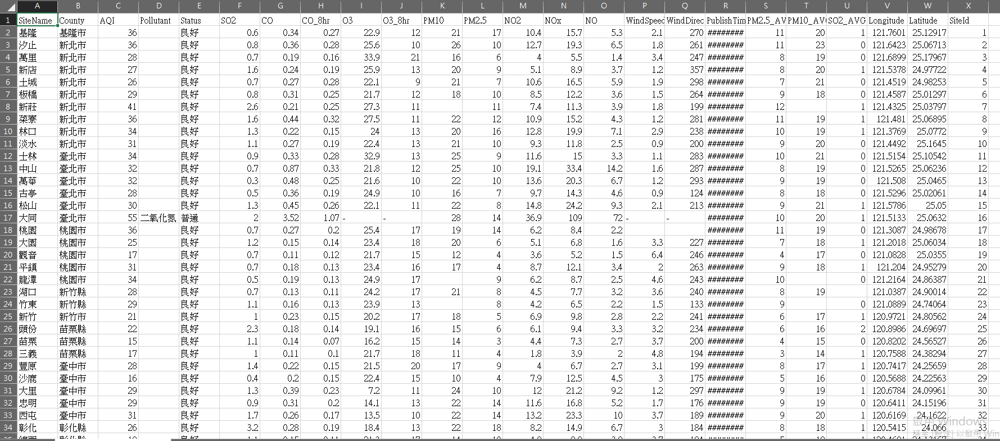 A B C D E F G H I J K L M N O P Q R S T U V W X
1 SiteName County AQI Pollutant Status SO2 CO CO_8hr O3 O3_8hr PM10 PM2.5 NO2 NOx NO WindSpeed WindDirec PublishTim PM2.5_AV PM10_AV SO2_AVG Longitude Latitude SiteId
2 基隆 基隆市 36 良好 0.6 0.34 0.27 22.9 12 21 17 10.4 15.7 5.3 2.1 270 ######## 11 20 1 121.7601 25.12917 1
3 汐止 新北市 36 良好 0.8 0.36 0.28 25.6 10 26 10 12.7 19.3 6.5 1.8 261 ######## 11 23 0 121.6423 25.06713 2
4 萬里 新北市 28 良好 0.7 0.19 0.16 33.9 21 16 6 4 5.5 1.4 3.4 247 ######## 8 19 0 121.6899 25.17967 3
5 新店 新北市 27 良好 1.6 0.24 0.19 25.9 13 20 9 5.1 8.9 3.7 1.2 357 ######## 8 20 1 121.5378 24.97722 4
6 土城 新北市 26 良好 0.7 0.27 0.28 22.1 9 21 7 10.6 16.5 5.9 1.9 298 ######## 7 21 0 121.4519 24.98253 5
7 板橋 新北市 29 良好 0.8 0.31 0.25 21.7 12 18 10 8.5 12.2 3.6 1.5 264 ######## 9 18 0 121.4587 25.01297 6
8 新莊 新北市 41 良好 2.6 0.21 0.25 27.3 11 11 7.4 11.3 3.9 1.8 199 ######## 12 1 121.4325 25.03797 7
9 菜寮 新北市 36 良好 1.6 0.44 0.32 27.5 11 22 12 10.9 15.2 4.3 1.2 281 ######## 11 19 1 121.481 25.06895 8
10 林口 新北市 34 良好 1.3 0.22 0.15 24 13 20 16 12.8 19.9 7.1 2.9 238 ######## 10 19 1 121.3769 25.0772 9
11 淡水 新北市 31 良好 1.1 0.27 0.19 22.4 13 21 10 9.3 11.8 2.5 0.9 200 ######## 9 20 0 121.4492 25.1645 10
12 士林 臺北市 34 良好 0.9 0.33 0.28 32.9 13 25 9 11.6 15 3.3 1.1 283 ######## 10 21 0 121.5154 25.10542 11
13 中山 臺北市 32 良好 0.7 0.87 0.33 21.8 12 25 10 19.1 33.4 14.2 1.6 287 ######## 8 19 0 121.5265 25.06236 12
14 萬華 臺北市 32 良好 0.3 0.48 0.25 21.6 10 22 10 13.6 20.3 6.7 1.2 293 ######## 9 19 0 121.508 25.0465 13
15 古亭 臺北市 28 良好 0.5 0.36 0.19 24.9 10 16 7 9.7 14.3 4.6 0.9 124 ######## 8 18 0 121.5296 25.02061 14
16 松山 臺北市 30 良好 1.3 0.45 0.26 22.1 11 22 8 14.8 24.2 9.3 2.1 213 ######## 9 21 1 121.5786 25.05 15
17 大同 臺北市 55 二氧化氮 普通 2 3.52 1.07 - - 28 14 36.9 109 72 - - ######## 10 20 1 121.5133 25.0632 16
18 桃園 桃園市 36 良好 0.7 0.27 0.2 25.4 17 19 14 6.2 8.4 2.2 ######## 11 19 0 121.3087 24.98678 17
19 大園 桃園市 25 良好 1.2 0.15 0.14 23.4 18 20 6 5.1 6.8 1.6 3.3 227 ######## 7 18 1 121.2018 25.06034 18
20 觀音 桃園市 17 良好 0.7 0.11 0.12 21.7 15 12 4 3.6 5.2 1.5 6.4 246 ######## 4 17 0 121.0828 25.0355 19
21 平鎮 桃園市 31 良好 0.7 0.18 0.13 23.4 16 17 4 8.7 12.1 3.4 2 263 ######## 9 18 1 121.204 24.95279 20
22 龍潭 桃園市 34 良好 0.5 0.19 0.13 24.9 17 9 6.2 8.7 2.5 4.6 243 ######## 10 0 121.2164 24.86387 21
23 湖口 新竹縣 28 良好 0.7 0.13 0.11 24.2 17 21 8 4.5 7.7 3.2 3.6 240 ######## 8 19 121.0387 24.90014 22
24 竹東 新竹縣 29 良好 1.1 0.16 0.13 23.9 13 8 4.2 6.5 2.2 1.5 133 ######## 9 0 121.0889 24.74064 23
25 新竹 新竹市 21 良好 1 0.23 0.15 20.2 17 18 5 6.9 9.8 2.8 2.2 241 ######## 6 17 1 120.9721 24.80562 24
26 頭份 苗栗縣 22 良好 2.3 0.18 0.14 19.1 16 15 6 6.1 9.4 3.3 3.2 234 ######## 6 16 2 120.8986 24.69697 25
27 苗栗 苗栗縣 15 良好 1.1 0.14 0.07 16.2 15 14 3 4.4 7.3 2.7 3.7 200 ######## 4 15 0 120.8202 24.56527 26
28 三義 苗栗縣 17 良好 1 0.11 0.1 21.7 18 11 4 1.8 3.9 2 4.8 194 ######## 3 14 1 120.7588 24.38294 27
29 豐原 臺中市 28 良好 1.4 0.22 0.15 21.5 20 17 9 4 6.7 2.7 3.1 199 ######## 8 17 1 120.7417 24.25659 28
30 沙鹿 臺中市 16 良好 0.4 0.2 0.15 22.4 15 10 4 7.9 12.5 4.5 3 175 ######## 5 16 0 120.5688 24.22563 29
31 大里 臺中市 29 良好 1.3 0.39 0.23 7.2 11 24 10 12 21.2 9.2 1.2 297 ######## 9 19 1 120.6784 24.09961 30
32 忠明 臺中市 29 良好 0.9 0.31 0.2 14.1 13 22 14 11.6 16.8 5.2 1.7 176 ######## 9 19 0 120.6411 24.15196 31
33 西屯 臺中市 31 良好 1.7 0.26 0.17 13.5 10 22 14 13.2 23.3 10 3.7 189 ######## 9 20 1 120.6169 24.1622 32
34 彰化 彰化縣 26 良好 3.2 0.28 0.19 18.4 13 22 18 8.2 14.9 6.7 3 184 ######## 8 18 1 120.5415 24.066 33
啟用 Windows
移至 [設定] 以啟用 Win